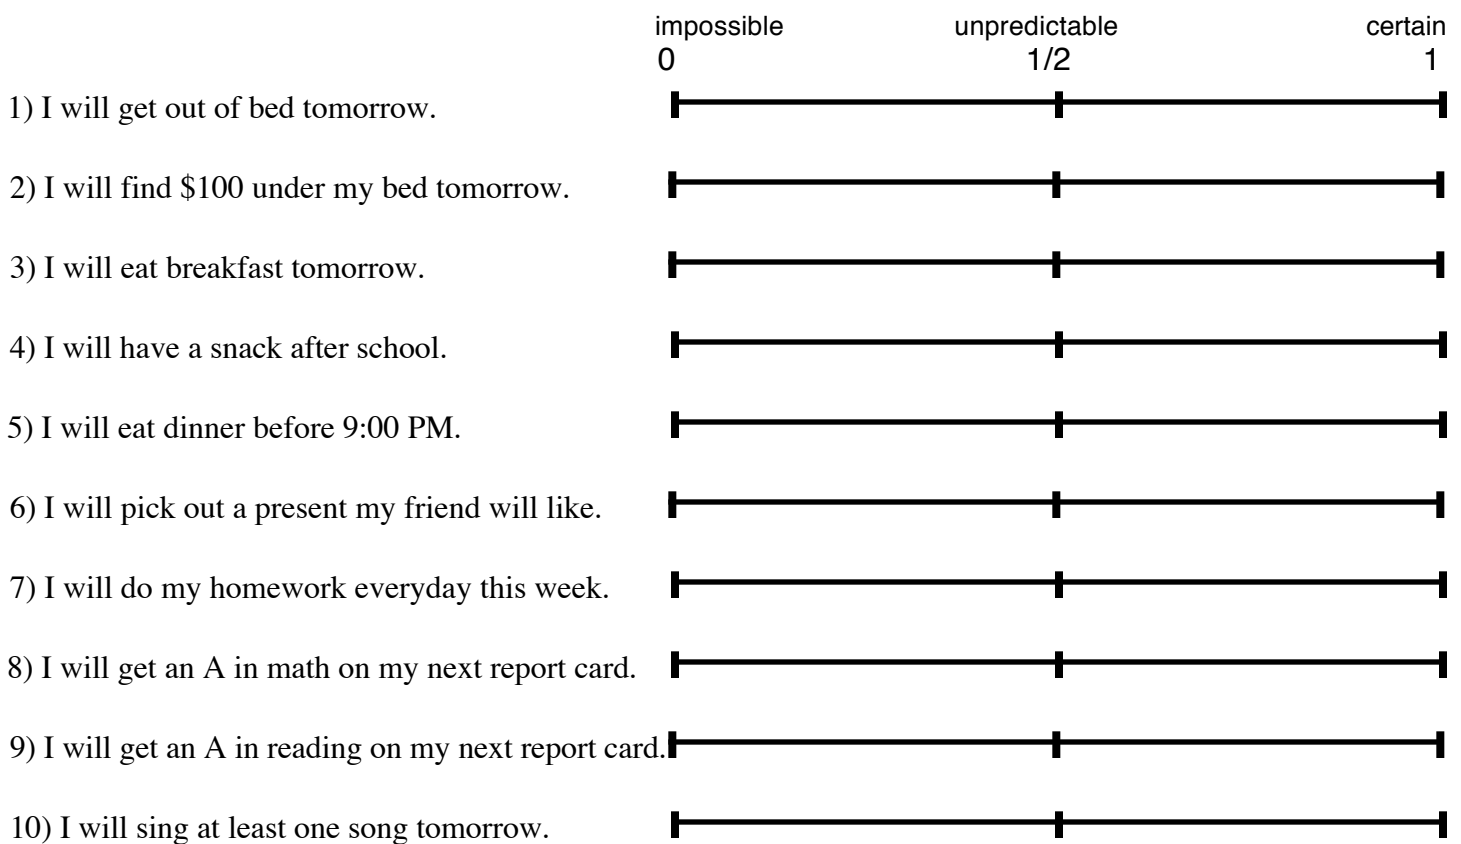 impossible unpredictable certain
0 1/2 1
1) I will get out of bed tomorrow.
2) I will find $100 under my bed tomorrow.
3) I will eat breakfast tomorrow.
4) I will have a snack after school.
5) I will eat dinner before 9:00 PM.
6) I will pick out a present my friend will like.
7) I will do my homework everyday this week.
8) I will get an A in math on my next report card.
9) I will get an A in reading on my next report card.
10) I will sing at least one song tomorrow.